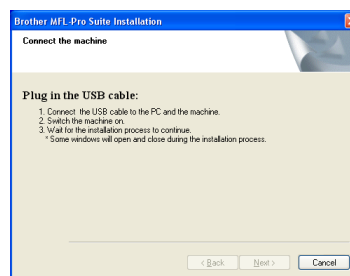 Brother MFL-Pro Suite Installation
Connect the machine
Plug in the USB cable:
1. Connect the USB cable to the PC and the machine.
2. Switch the machine on.
3. Wait for the installation process to continue.
* Some windows will open and close during the installation process.
< Back Next > Cancel